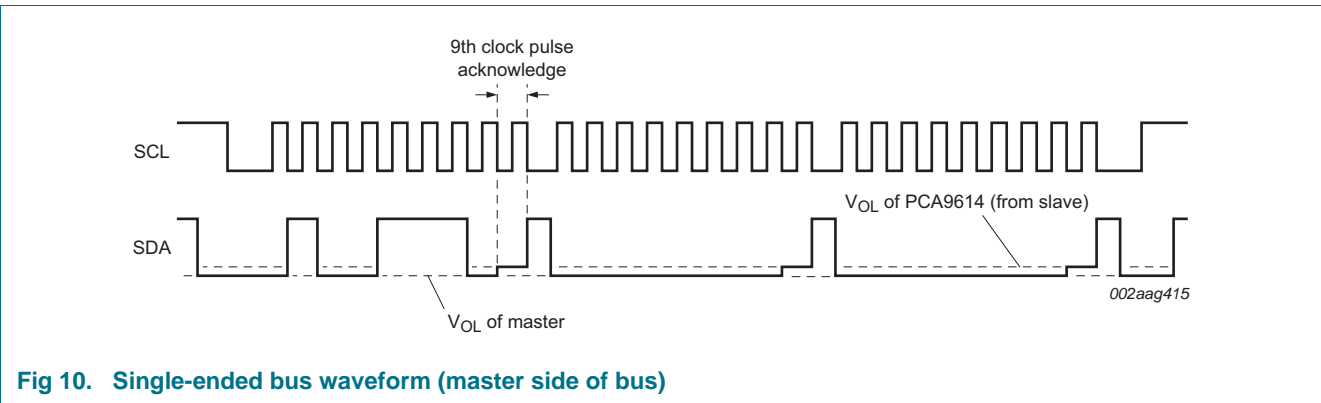 9th clock pulse
acknowledge
SCL
V_OL of PCA9614 (from slave)
SDA
002aag415
V_OL of master
Fig 10. Single-ended bus waveform (master side of bus)